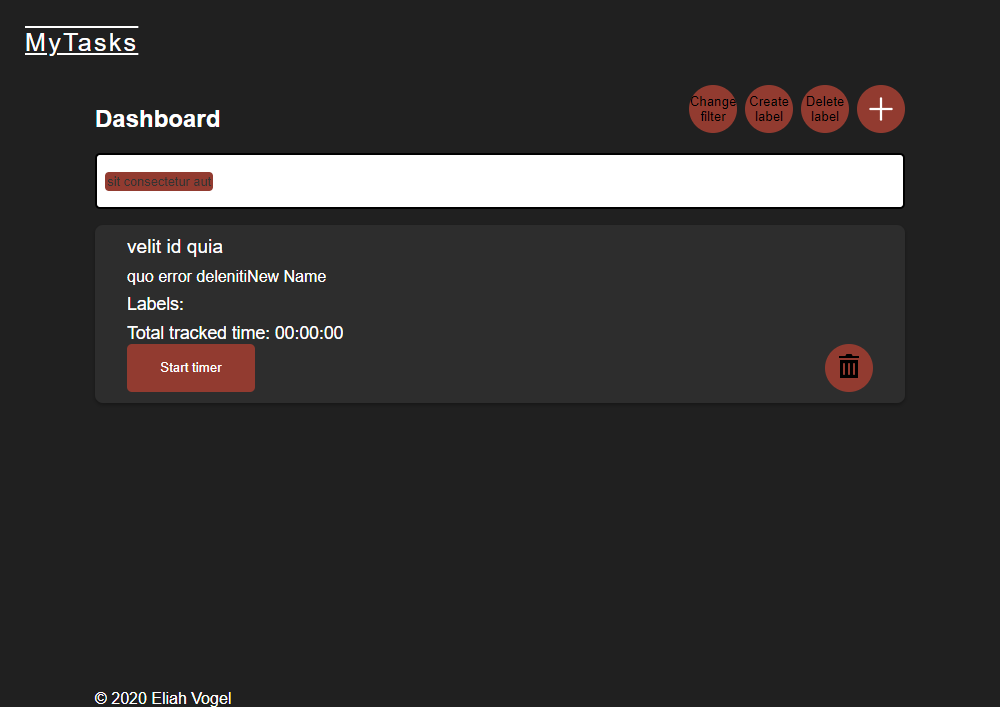 MyTasks
Dashboard
Change
filter
Create
label
Delete
label
sit consectetur aut
velit id quia
quo error delenitiNew Name
Labels:
Total tracked time: 00:00:00
Start timer
© 2020 Eliah Vogel